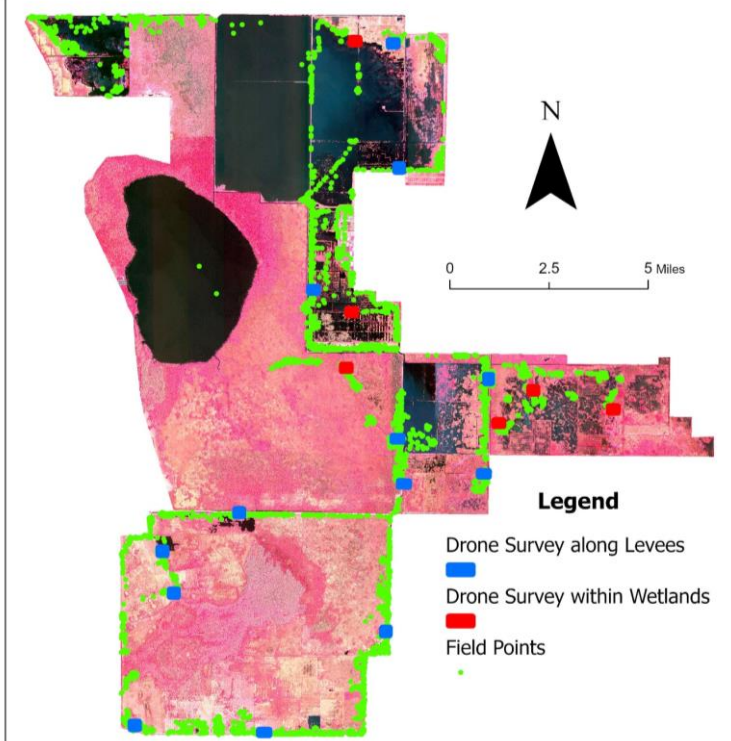 N
0 2.5 5 Miles
Legend
Drone Survey along Levees
Drone Survey within Wetlands
Field Points